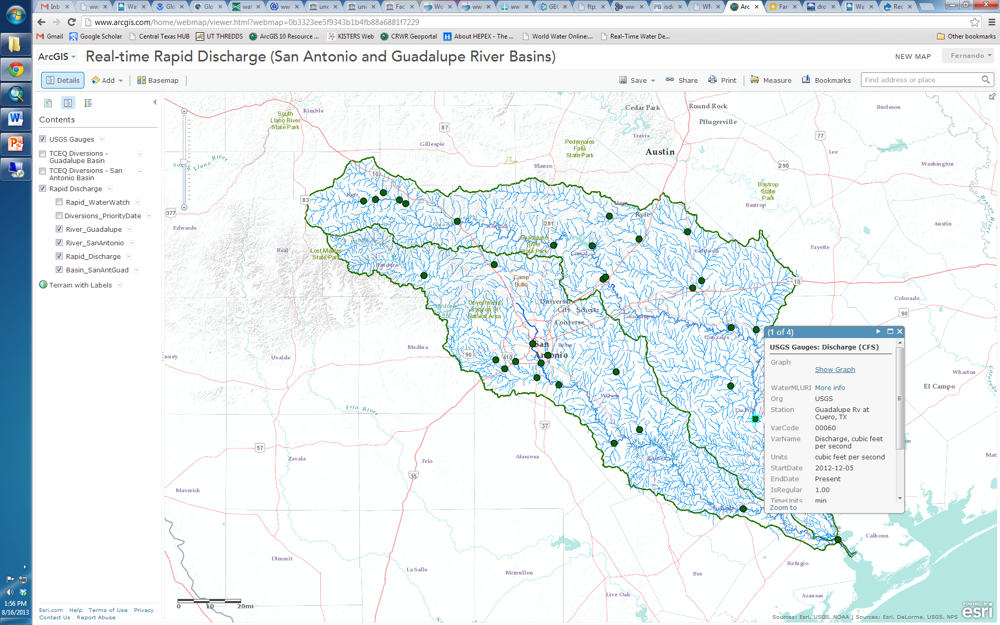 Inb
ww
Wat
Glo
Glo
wat
ww
une
une
Fac
Wo
ww
ww
GEC
ftp:
ww
isde
WM
Arc
Farr
dro
Wa
Rec
www.arcgis.com/home/webmap/viewer.html?webmap=0b3323ee5f9343b1b4fb88a6881f7229
Gmail
Google Scholar
Central Texas HUB
UT THREDDS
ArcGIS 10 Resource ...
KISTERS Web
CRWR Geoportal
About HEPEX - The ...
World Water Online:...
Real-Time Water De...
Other bookmarks
ArcGIS
Real-time Rapid Discharge (San Antonio and Guadalupe River Basins)
NEW MAP
Fernando
Details
Add
Basemap
Save
Share
Print
Measure
Bookmarks
Find address or place
Contents
USGS Gauges
TCEQ Diversions -
Guadalupe Basin
TCEQ Diversions - San
Antonio Basin
Rapid Discharge
Rapid_WaterWatch
Diversions_PriorityDate
River_Guadalupe
River_SanAntonio
Rapid_Discharge
Basin_SanAntGuad
Terrain with Labels
South
Llano River
State Park
Kimble
87
Gillespie
Pedernales
Falls
State Park
Cedar Park
Round Rock
Pflugerville
Travis
Austin
Burleson
77
Lee
290
Washington
Blanco
South Llano River
10
83
377
Kerr
Edwards
Real
Lost Maples
State Park
Bandera
Kendall
281
Guadalupe
River
State Park
Comal
Hays
Kyle
Bastrop
State
Park
Bastrop
Brazos River
Austin
Fayette
Caldwell
10
Colorado
90
Camp
Bullis
Government
Canyon St
Natural Area
Medina
Lake
Universal
City
Schertz
Converse
Guadalupe
Gonzales
San
Antonio
Bexar
90
410
Medina
Uvalde
nney
Wilson
Frio River
37
57
Zavala
Frio
35
Atascosa
Karnes
De Witt
Wharton
El Campo
Colorado
Mata
Maverick
Dimmit
La Salle
Mcmullen
Live Oak
Bee
Goliad
Refugio
Aransas
Calhoun
(1 of 4)
USGS Gauges: Discharge (CFS)
Graph
Show Graph
WaterMLURI More info
Org USGS
Station Guadalupe Rv at
Cuero, TX
VarCode 00060
VarName Discharge, cubic feet
per second
Units cubic feet per second
StartDate 2012-12-05
EndDate Present
IsRegular 1.00
TimeUnits min
Zoom to
0 10 20mi
Esri.com . Help . Terms of Use . Privacy .
Contact Us . Report Abuse
Sources: Esri, USGS, NOAA | Sources: Esri, DeLorme, USGS, NPS
POWERED BY
esri
1:56 PM
8/16/2013